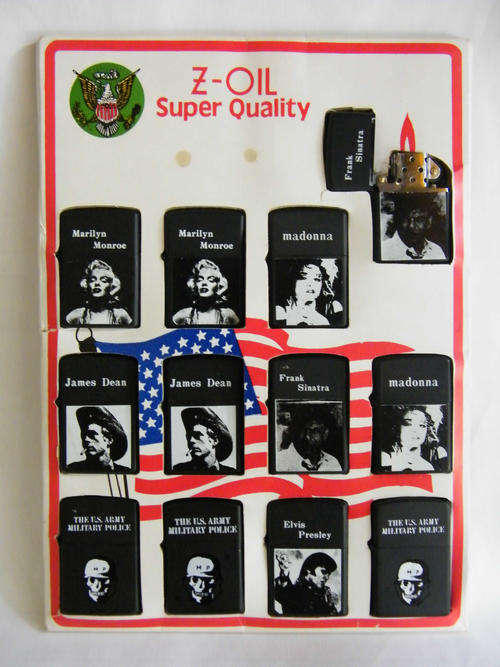 Z-OIL
Super Quality
Frank
Sinatra
Marilyn
Monroe
Marilyn
Monroe
madonna
James Dean
James Dean
Frank
Sinatra
madonna
THE U.S. ARMY
MILITARY POLICE
THE U.S. ARMY
MILITARY POLICE
Elvis
Presley
THE U.S. ARMY
MILITARY POLICE
M P
M P
M P